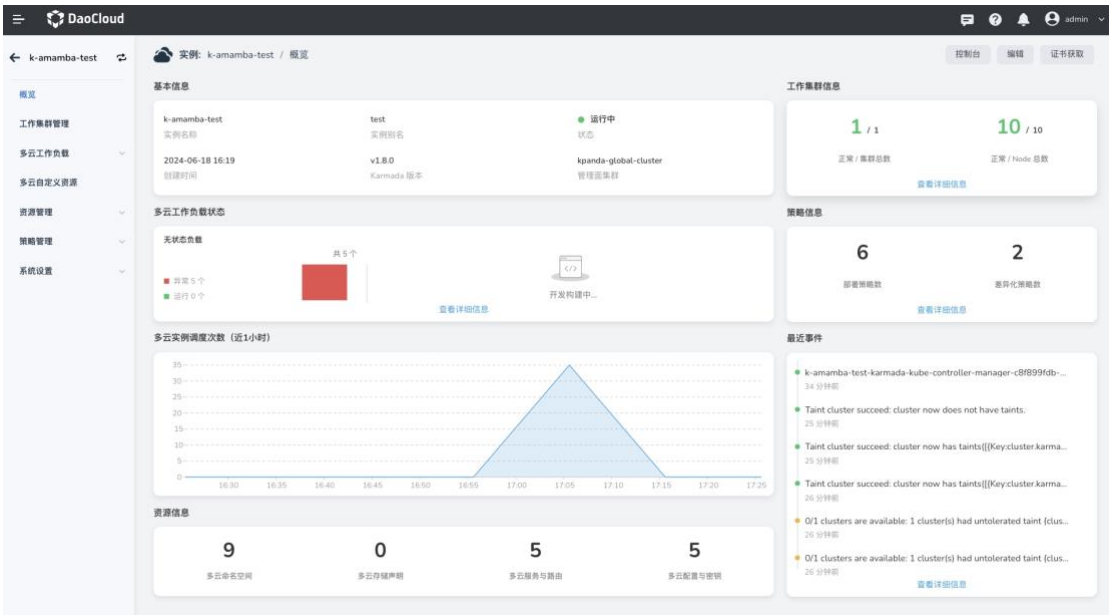 DaoCloud
admin
k-amamba-test
实例: k-amamba-test / 概览
控制台 编辑 证书获取
概览
工作集群管理
多云工作负载
多云自定义资源
资源管理
策略管理
系统设置
基本信息
k-amamba-test
实例名称
test
实例别名
运行中
状态
2024-06-18 16:19
创建时间
v1.8.0
Karmada 版本
kpanda-global-cluster
管理面集群
工作集群信息
1 / 1
正常 / 集群总数
10 / 10
正常 / Node 总数
查看详细信息
多云工作负载状态
无状态负载
共 5 个
异常 5 个
运行 0 个
</>
开发构建中...
查看详细信息
策略信息
6
部署策略数
2
差异化策略数
查看详细信息
多云实例调度次数（近1小时）
35
30
25
20
15
10
5
0
16:30 16:35 16:40 16:45 16:50 16:55 17:00 17:05 17:10 17:15 17:20 17:25
最近事件
k-amamba-test-karmada-kube-controller-manager-c8f899fdb-...
34 分钟前
Taint cluster succeed: cluster now does not have taints.
25 分钟前
Taint cluster succeed: cluster now has taints([{Key:cluster.karma...
25 分钟前
Taint cluster succeed: cluster now has taints([{Key:cluster.karma...
26 分钟前
0/1 clusters are available: 1 cluster(s) had untolerated taint {clus...
26 分钟前
0/1 clusters are available: 1 cluster(s) had untolerated taint {clus...
26 分钟前
查看详细信息
资源信息
9
多云命名空间
0
多云存储声明
5
多云服务与路由
5
多云配置与密钥